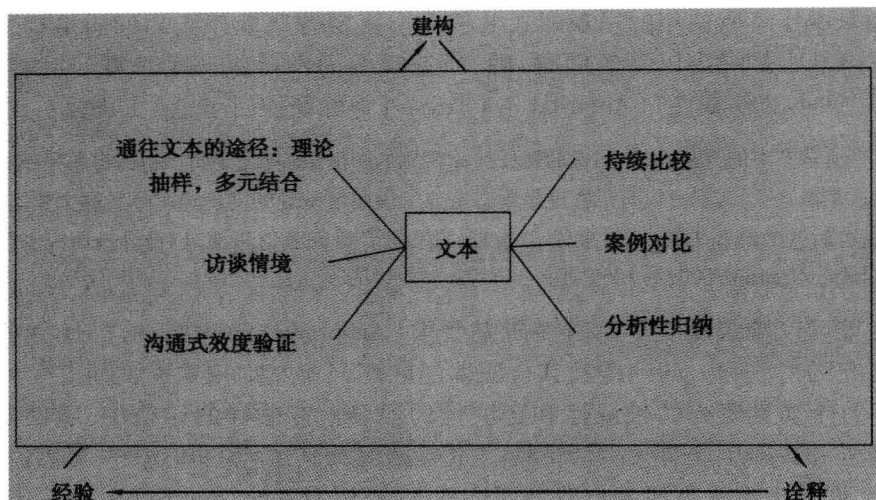 建构
通往文本的途径：理论
抽样，多元结合
持续比较
访谈情境
文本
案例对比
沟通式效度验证
分析性归纳
经验
诠释